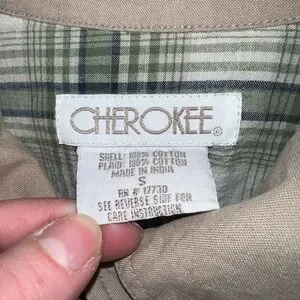 CHEROKEE®
SHELL: 100% COTTON
PLAID: 100% COTTON
MADE IN INDIA
S
RN # 17730
SEE REVERSE SIDE FOR
CARE INSTRUCTION